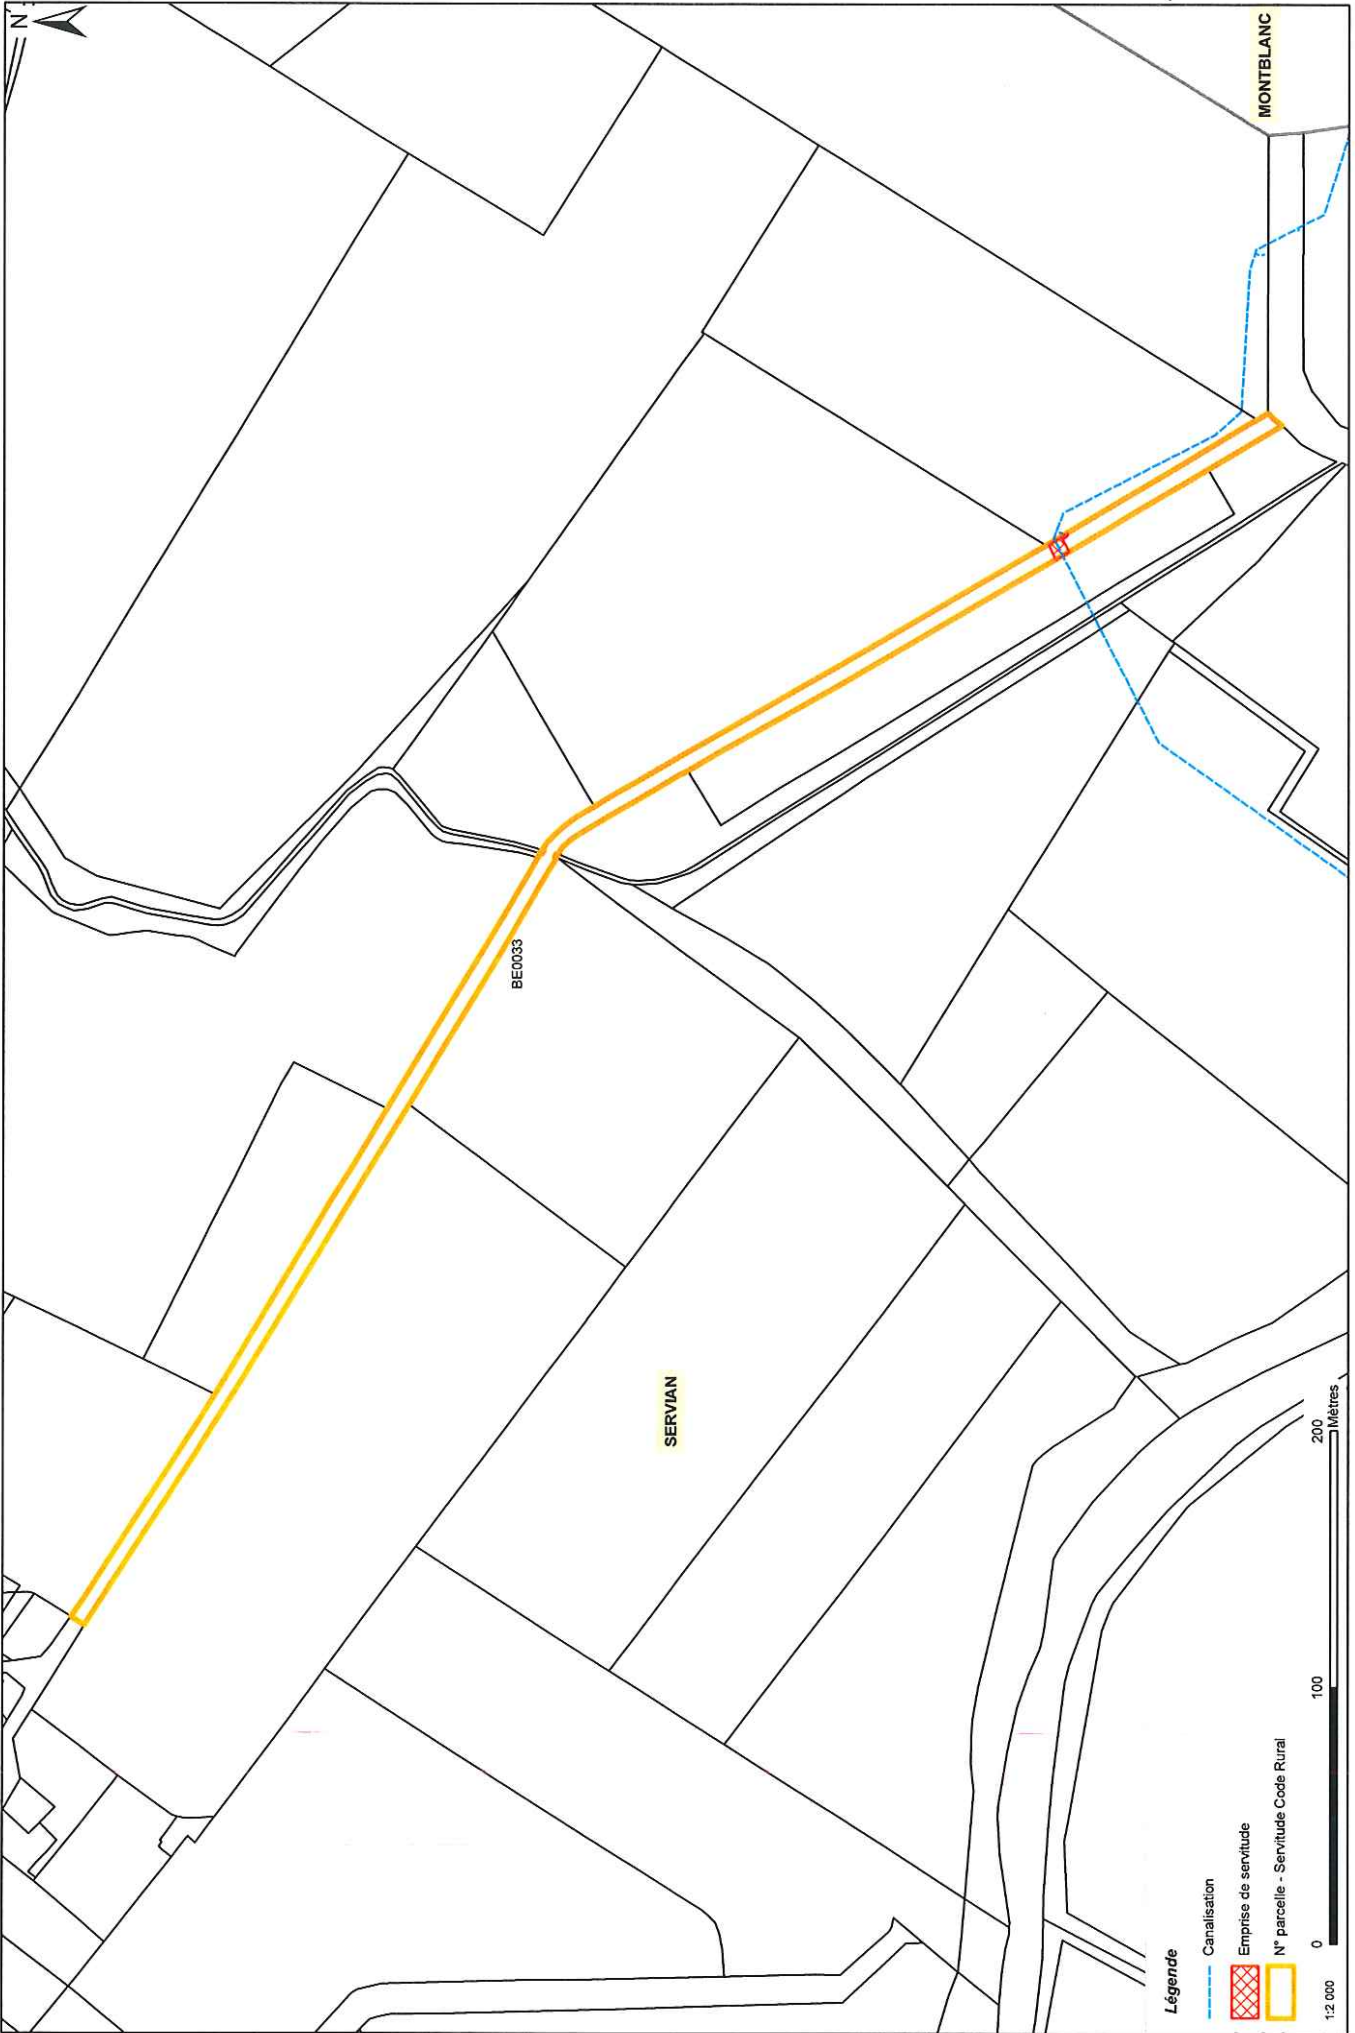 N
MONTBLANC
BE0033
SERVIAN
Légende
Canalisation
Emprise de servitude
N° parcelle - Servitude Code Rural
1:2 000
0 100 200
Mètres